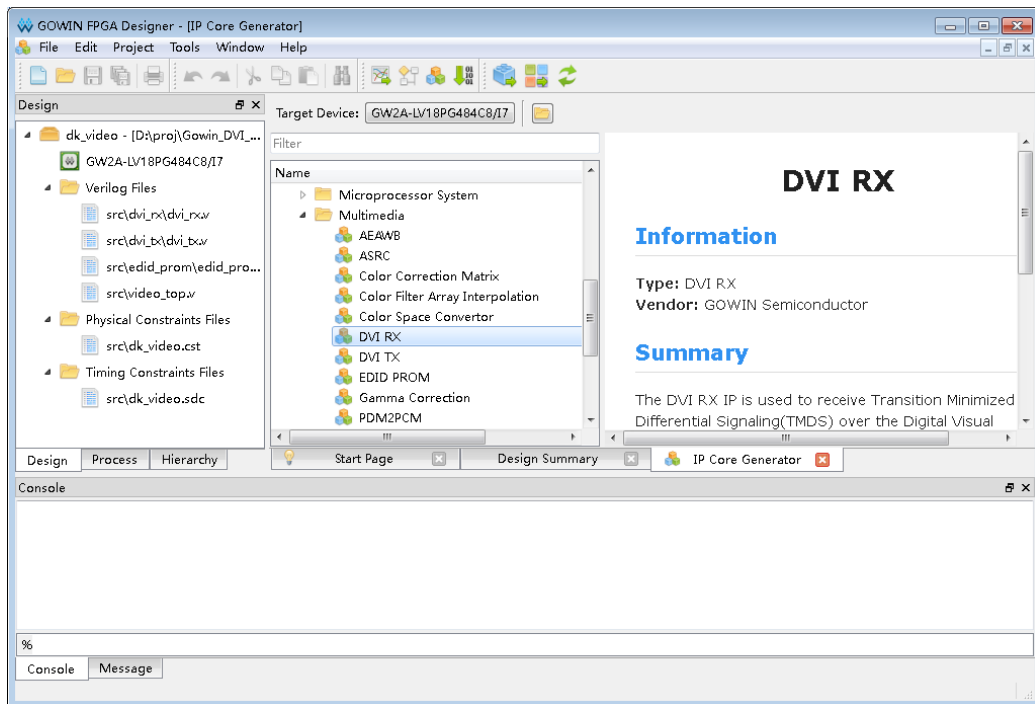 GOWIN FPGA Designer - [IP Core Generator]
File Edit Project Tools Window Help
Design
dk_video - [D:\proj\Gowin_DVI_...
GW2A-LV18PG484C8/I7
Verilog Files
src\dvi_rx\dvi_rx.v
src\dvi_tx\dvi_tx.v
src\edid_prom\edid_pro...
src\video_top.v
Physical Constraints Files
src\dk_video.cst
Timing Constraints Files
src\dk_video.sdc
Design Process Hierarchy
Target Device: GW2A-LV18PG484C8/I7
Filter
Name
Microprocessor System
Multimedia
AEAWB
ASRC
Color Correction Matrix
Color Filter Array Interpolation
Color Space Convertor
DVI RX
DVI TX
EDID PROM
Gamma Correction
PDM2PCM
DVI RX
Information
Type: DVI RX
Vendor: GOWIN Semiconductor
Summary
The DVI RX IP is used to receive Transition Minimized
Differential Signaling(TMDS) over the Digital Visual
Start Page Design Summary IP Core Generator
Console
%
Console Message